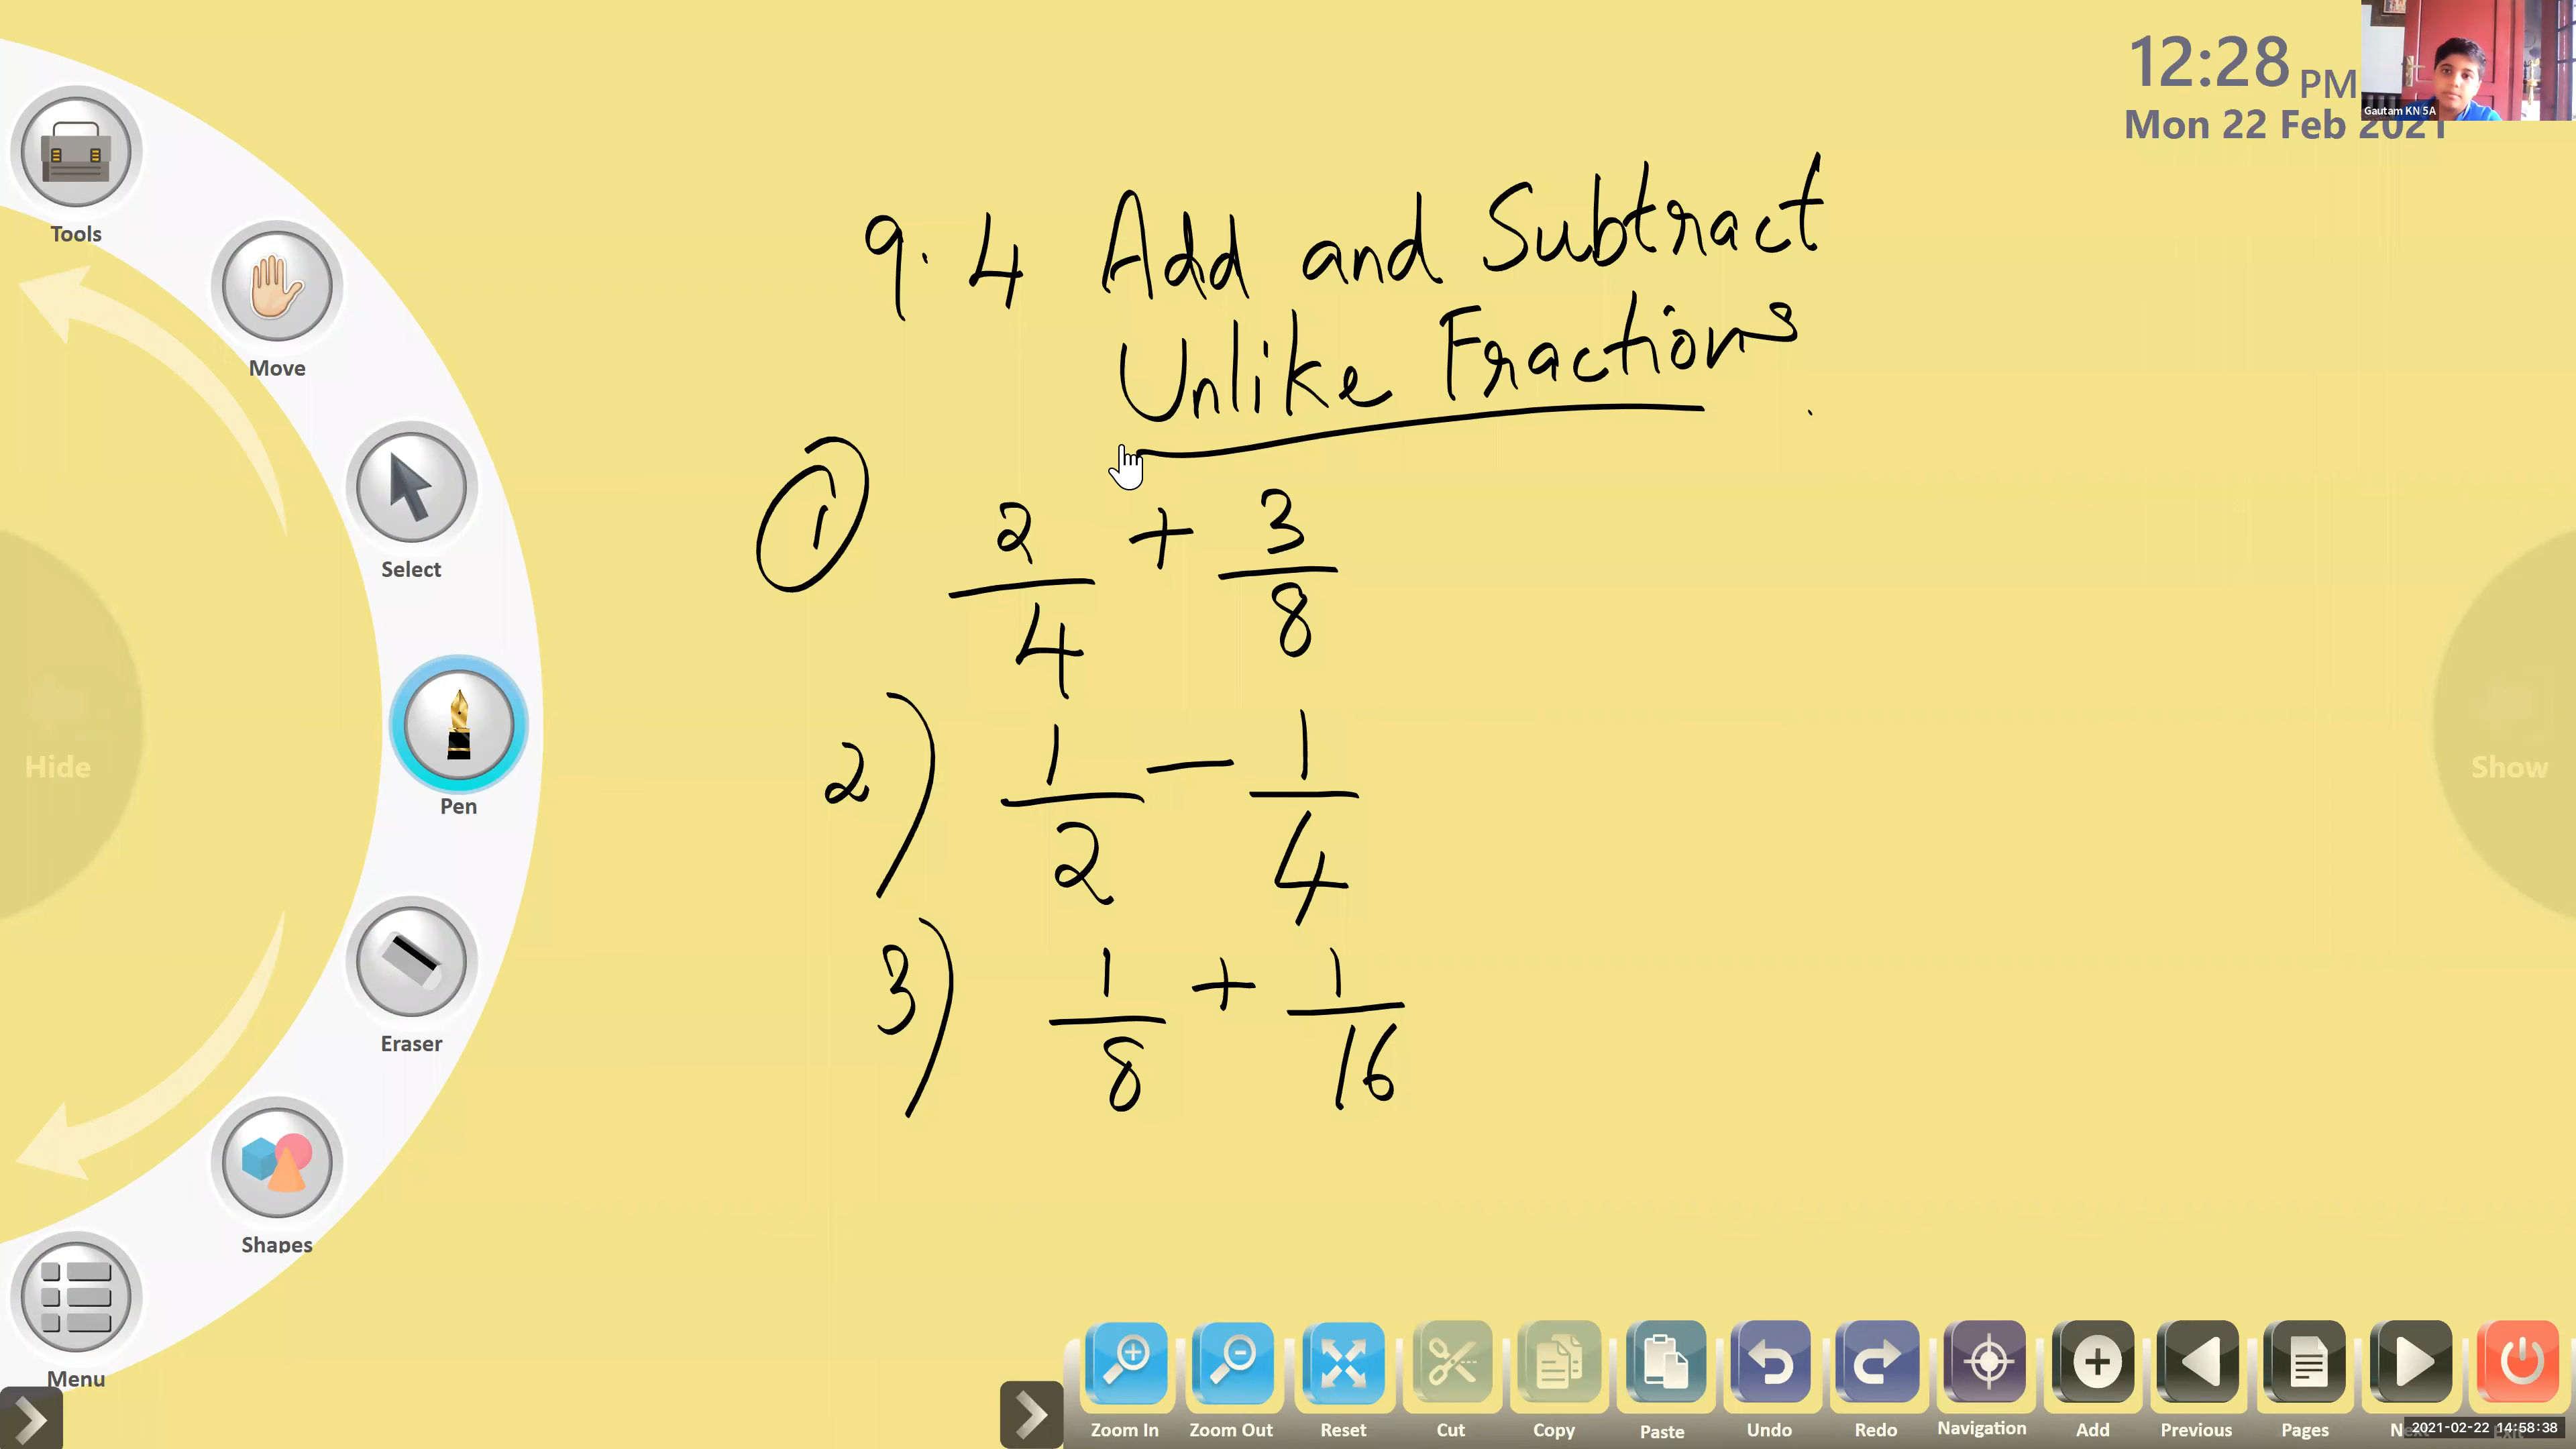 12:28 PM
Mon 22 Feb 2021
Gautam KN 5A
9.4 Add and Subtract
Unlike Fractions
① 2/4 + 3/8
2) 1/2 - 1/4
3) 1/8 + 1/16
Tools
Move
Select
Pen
Eraser
Shapes
Menu
Hide
Show
Zoom In Zoom Out Reset Cut Copy Paste Undo Redo Navigation Add Previous Pages
2021-02-22 14:58:38